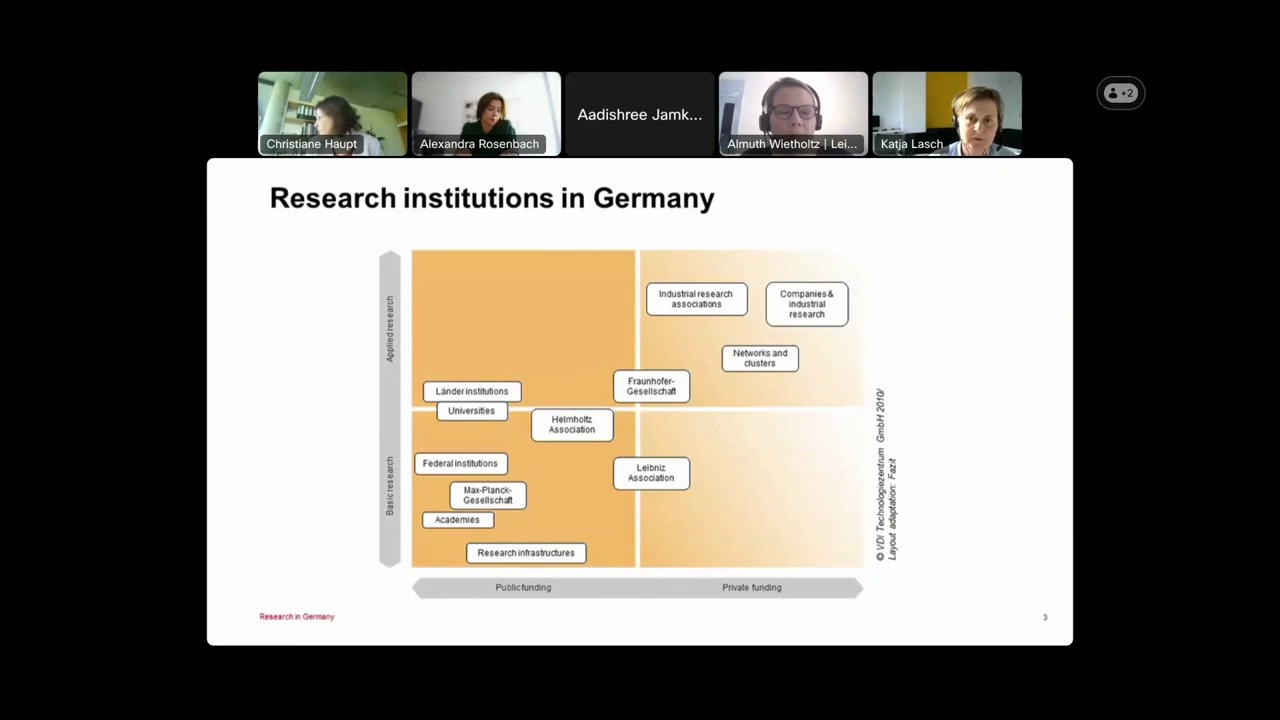 +2
Christiane Haupt
Alexandra Rosenbach
Aadishree Jamk...
Almuth Wietholtz | Lei...
Katja Lasch
Research institutions in Germany
Applied research
Basic research
Industrial research
associations
Companies &
industrial
research
Networks and
clusters
Fraunhofer-
Gesellschaft
Länder institutions
Universities
Helmholtz
Association
Federal institutions
Leibniz
Association
Max-Planck-
Gesellschaft
Academies
Research infrastructures
Public funding
Private funding
© VDI Technologiezentrum GmbH 2010/
Layout adaptation: Fazit
Research in Germany
3